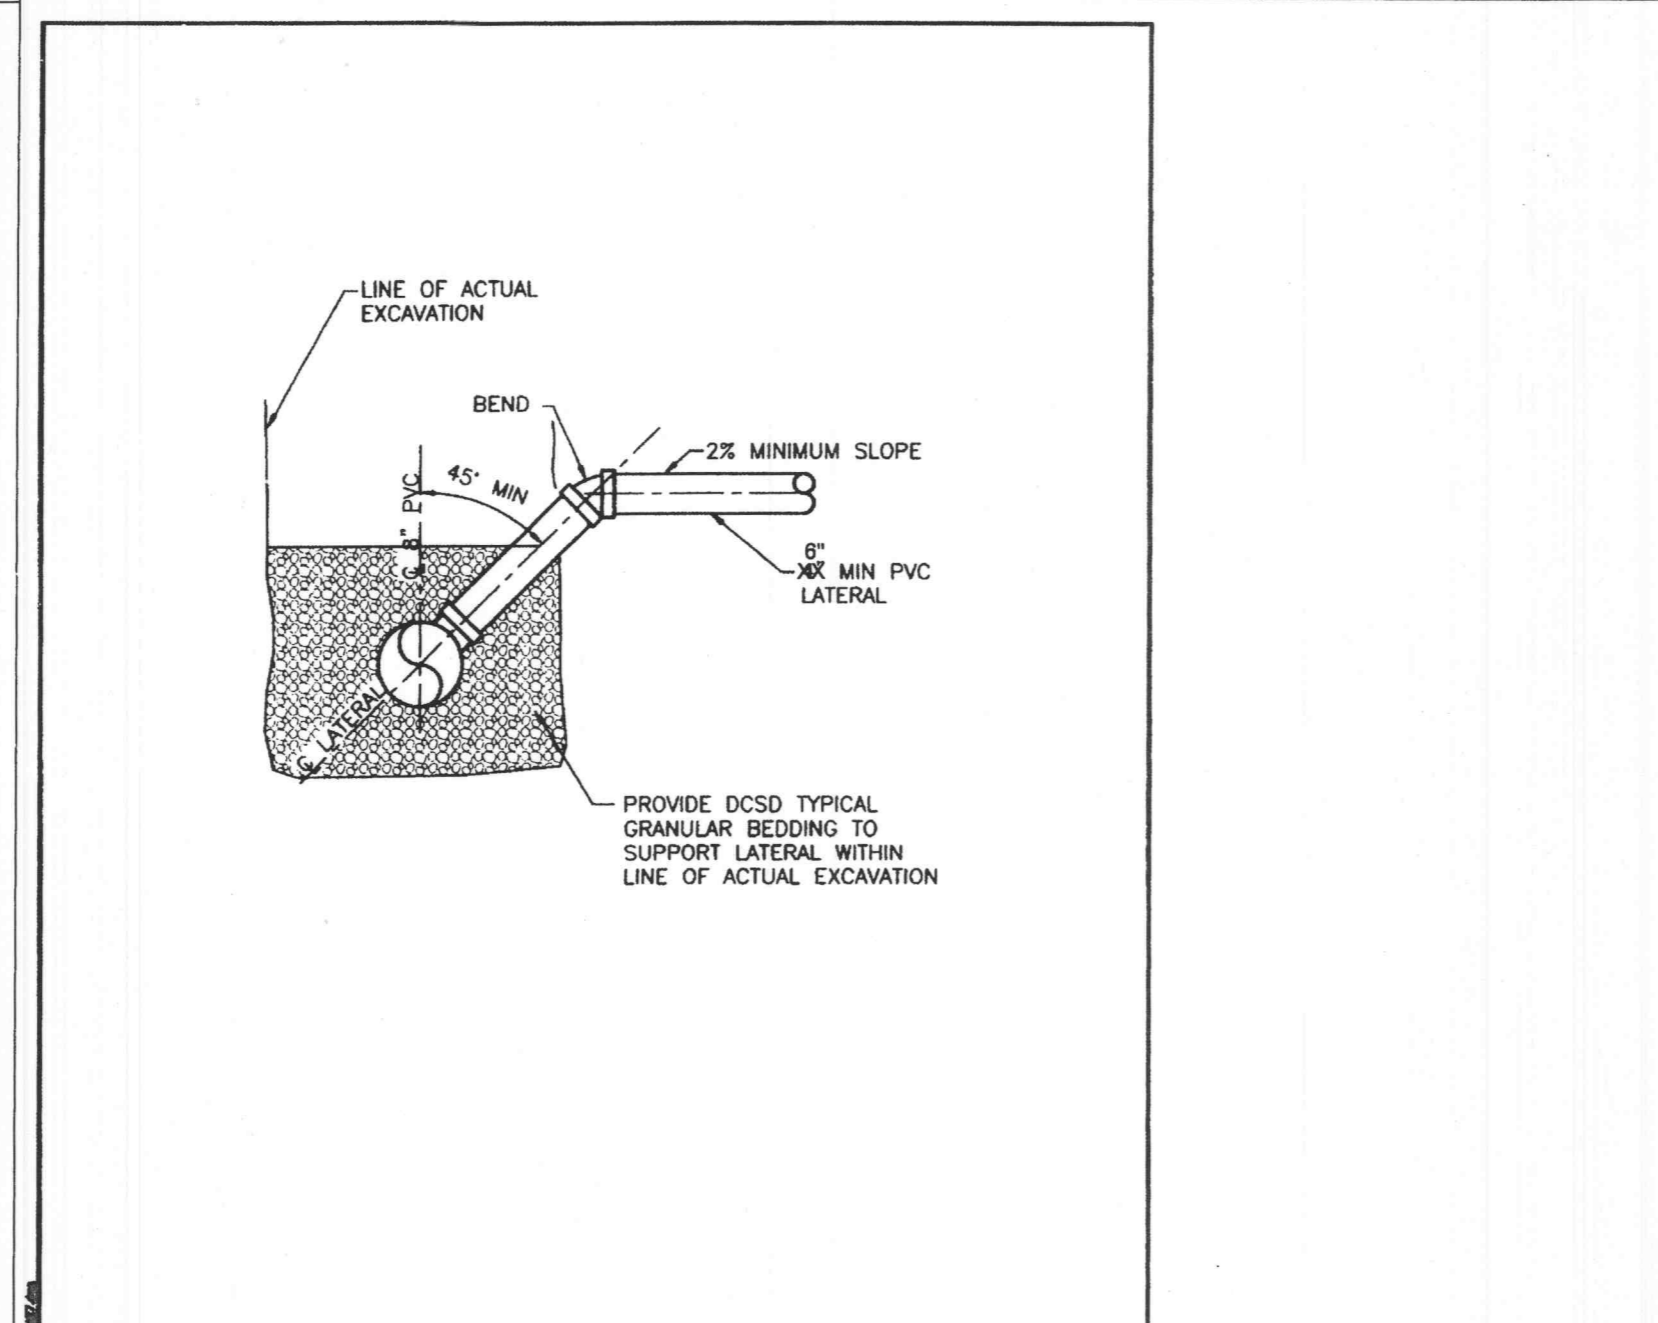 LINE OF ACTUAL
EXCAVATION
BEND
2% MINIMUM SLOPE
45° MIN
℄ 8" PVC
6"
MIN PVC
LATERAL
℄ LATERAL
PROVIDE DCSD TYPICAL
GRANULAR BEDDING TO
SUPPORT LATERAL WITHIN
LINE OF ACTUAL EXCAVATION